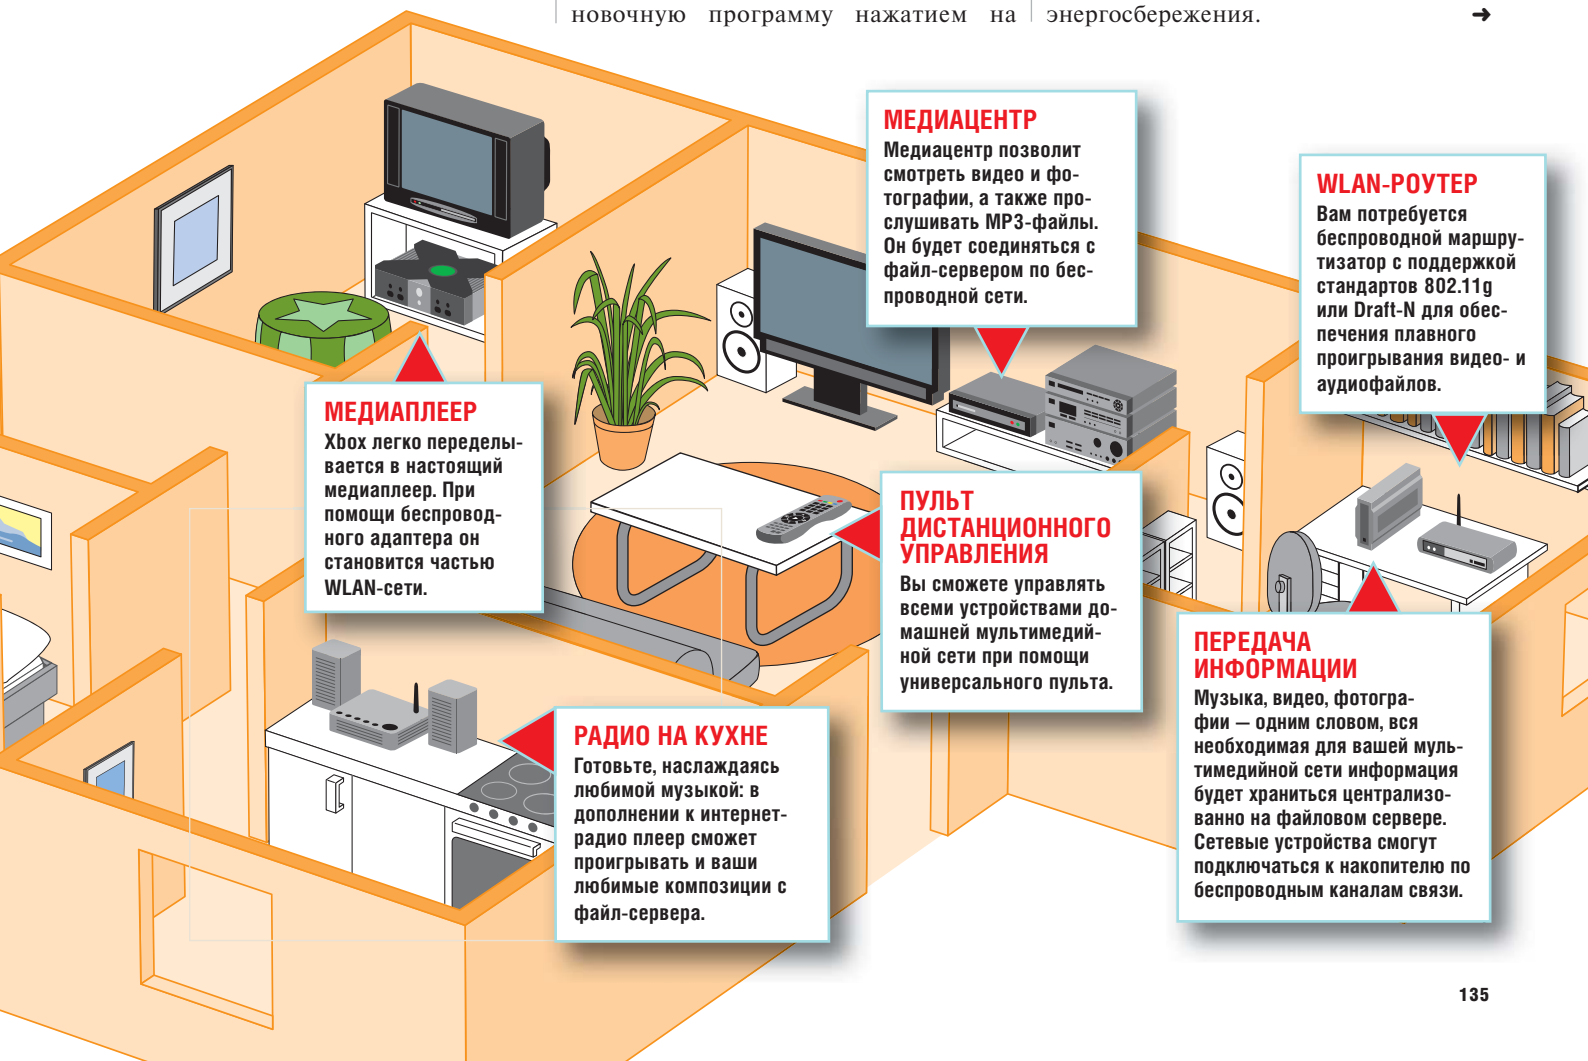 новочную программу нажатием на
энергосбережения.
➜
МЕДИАЦЕНТР
Медиацентр позволит
смотреть видео и фо-
тографии, а также про-
слушивать MP3-файлы.
Он будет соединяться с
файл-сервером по бес-
проводной сети.
WLAN-РОУТЕР
Вам потребуется
беспроводной маршру-
тизатор с поддержкой
стандартов 802.11g
или Draft-N для обес-
печения плавного
проигрывания видео- и
аудиофайлов.
МЕДИАПЛЕЕР
Xbox легко переделы-
вается в настоящий
медиаплеер. При
помощи беспровод-
ного адаптера он
становится частью
WLAN-сети.
ПУЛЬТ
ДИСТАНЦИОННОГО
УПРАВЛЕНИЯ
Вы сможете управлять
всеми устройствами до-
машней мультимедий-
ной сети при помощи
универсального пульта.
ПЕРЕДАЧА
ИНФОРМАЦИИ
Музыка, видео, фотогра-
фии — одним словом, вся
необходимая для вашей муль-
тимедийной сети информация
будет храниться централизо-
ванно на файловом сервере.
Сетевые устройства смогут
подключаться к накопителю по
беспроводным каналам связи.
РАДИО НА КУХНЕ
Готовьте, наслаждаясь
любимой музыкой: в
дополнении к интернет-
радио плеер сможет
проигрывать и ваши
любимые композиции с
файл-сервера.
135